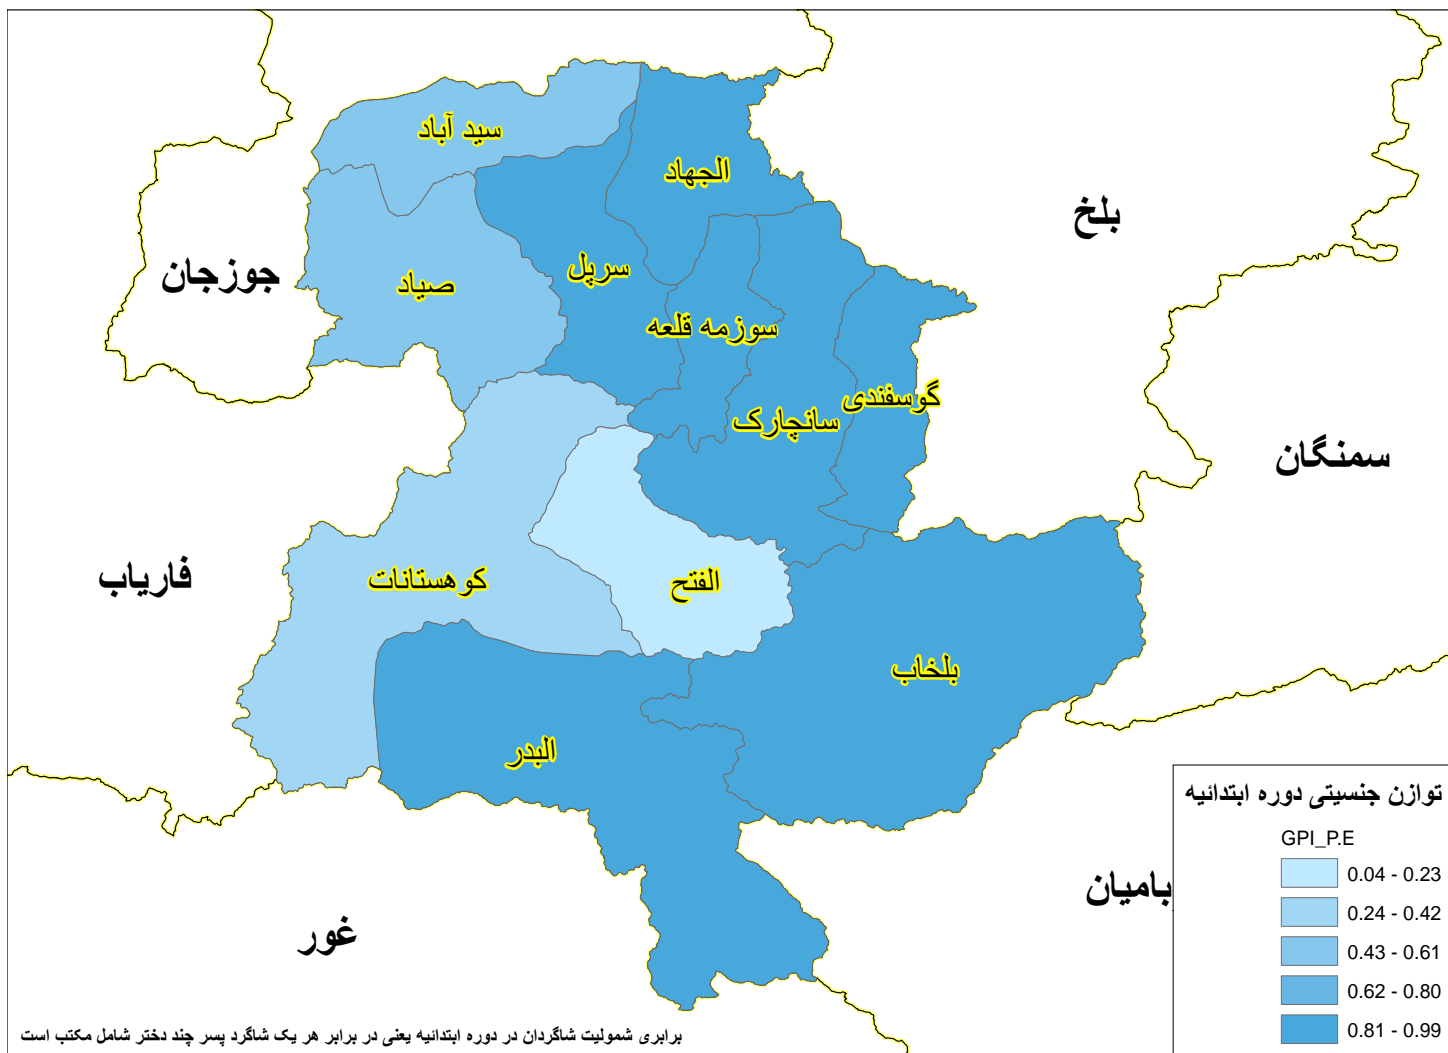 سید آباد
الجهاد
بلخ
جوزجان
سرپل
صیاد
سوزمه قلعه
گوسفندی
سانچارک
سمنگان
فاریاب
کوهستانات
الفتح
بلخاب
البدر
بامیان
غور
توازن جنسیتی دوره ابتدائیه
GPI_P.E
0.04 - 0.23
0.24 - 0.42
0.43 - 0.61
0.62 - 0.80
0.81 - 0.99
برابری شمولیت شاگردان در دوره ابتدائیه یعنی در برابر هر یک شاگرد پسر چند دختر شامل مکتب است